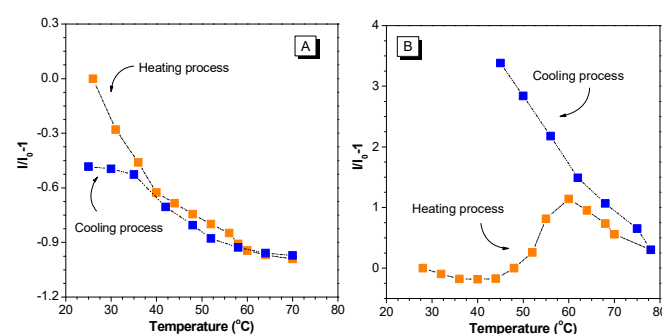 A
Heating process
Cooling process
I/I₀-1
0.3
0.0
-0.3
-0.6
-0.9
-1.2
20 30 40 50 60 70 80
Temperature (°C)
B
Cooling process
Heating process
I/I₀-1
4
3
2
1
0
20 30 40 50 60 70 80
Temperature (°C)